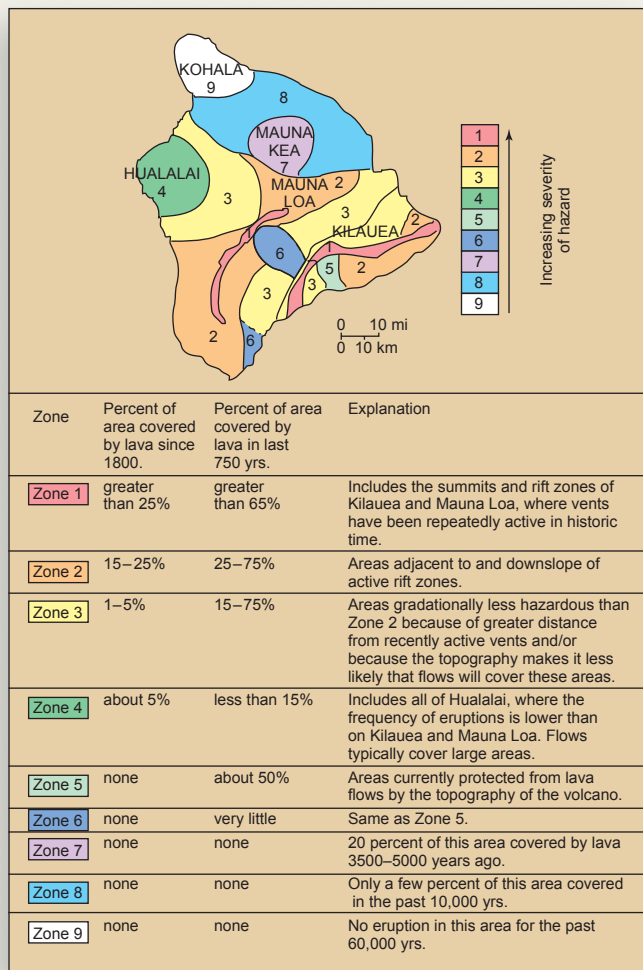 KOHALA
9
8
MAUNA
KEA
7
HUALALAI
4
3
MAUNA
LOA
2
3
KILAUEA
2
1
1
6
5
2
3
3
2
6
0 10 mi
0 10 km
1
2
3
4
5
6
7
8
9
Increasing severity
of hazard
Zone
Percent of
area covered
by lava since
1800.
Percent of area
covered by
lava in last
750 yrs.
Explanation
Zone 1
greater
than 25%
greater
than 65%
Includes the summits and rift zones of
Kilauea and Mauna Loa, where vents
have been repeatedly active in historic
time.
Zone 2
15–25%
25–75%
Areas adjacent to and downslope of
active rift zones.
Zone 3
1–5%
15–75%
Areas gradationally less hazardous than
Zone 2 because of greater distance
from recently active vents and/or
because the topography makes it less
likely that flows will cover these areas.
Zone 4
about 5%
less than 15%
Includes all of Hualalai, where the
frequency of eruptions is lower than
on Kilauea and Mauna Loa. Flows
typically cover large areas.
Zone 5
none
about 50%
Areas currently protected from lava
flows by the topography of the volcano.
Zone 6
none
very little
Same as Zone 5.
Zone 7
none
none
20 percent of this area covered by lava
3500–5000 years ago.
Zone 8
none
none
Only a few percent of this area covered
in the past 10,000 yrs.
Zone 9
none
none
No eruption in this area for the past
60,000 yrs.